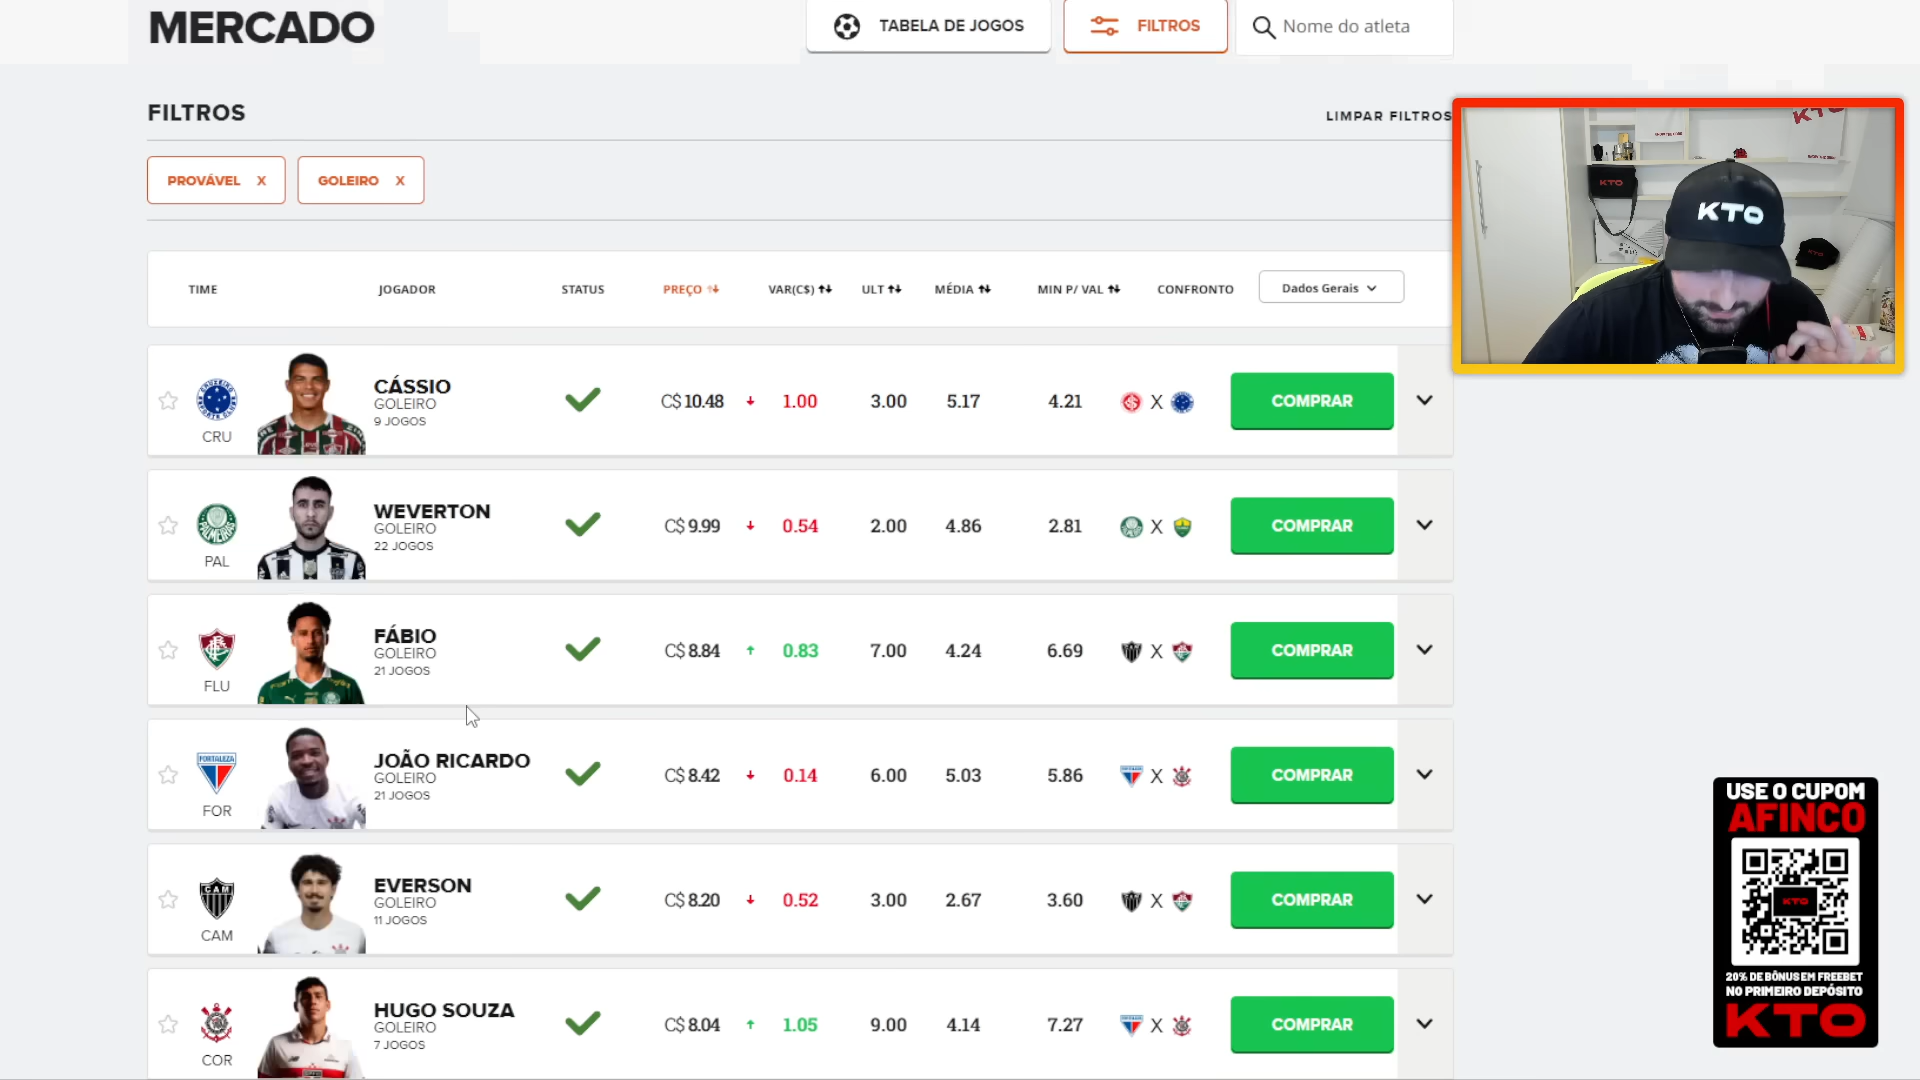 MERCADO
TABELA DE JOGOS
FILTROS
Nome do atleta
FILTROS
LIMPAR FILTROS
PROVÁVEL X
GOLEIRO X
TIME JOGADOR STATUS PREÇO VAR(C$) ULT MÉDIA MIN P/ VAL CONFRONTO Dados Gerais
CRU
CÁSSIO
GOLEIRO
9 JOGOS
C$ 10.48 1.00 3.00 5.17 4.21 X COMPRAR
PAL
WEVERTON
GOLEIRO
22 JOGOS
C$ 9.99 0.54 2.00 4.86 2.81 X COMPRAR
FLU
FÁBIO
GOLEIRO
21 JOGOS
C$ 8.84 0.83 7.00 4.24 6.69 X COMPRAR
FORTALEZA
FOR
JOÃO RICARDO
GOLEIRO
21 JOGOS
C$ 8.42 0.14 6.00 5.03 5.86 X COMPRAR
CAM
CAM
EVERSON
GOLEIRO
11 JOGOS
C$ 8.20 0.52 3.00 2.67 3.60 X COMPRAR
COR
HUGO SOUZA
GOLEIRO
7 JOGOS
C$ 8.04 1.05 9.00 4.14 7.27 X COMPRAR
KTO
KTO
KTO
USE O CUPOM
AFINCO
KTO
20% DE BÔNUS EM FREEBET
NO PRIMEIRO DEPÓSITO
KTO